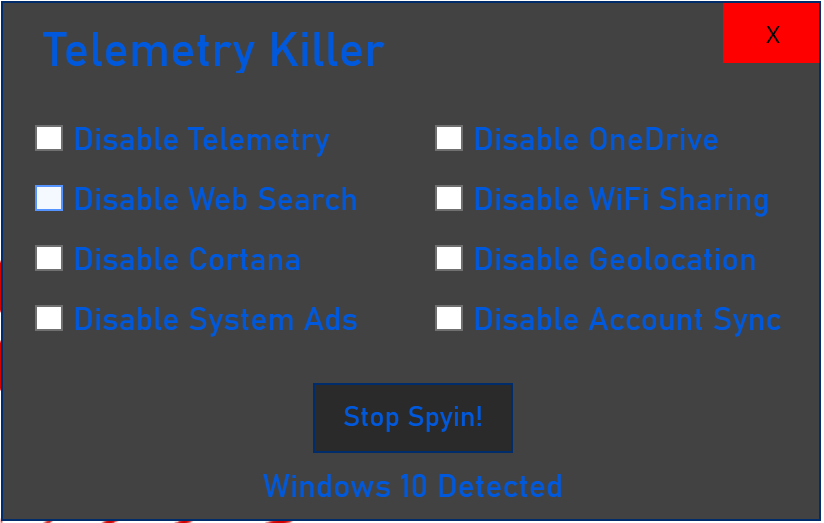 Telemetry Killer
X
Disable Telemetry
Disable OneDrive
Disable Web Search
Disable WiFi Sharing
Disable Cortana
Disable Geolocation
Disable System Ads
Disable Account Sync
Stop Spyin!
Windows 10 Detected